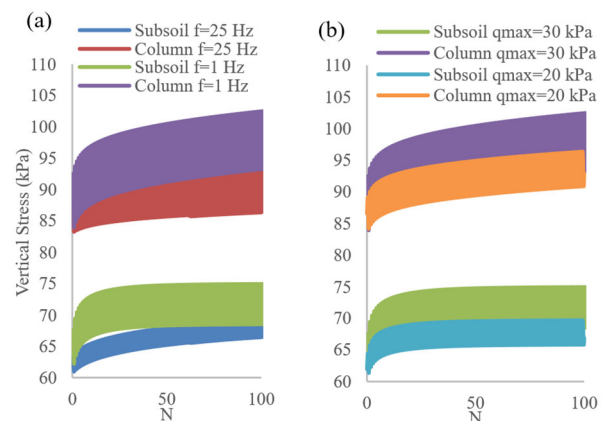 (a)
Subsoil f=25 Hz
Column f=25 Hz
Subsoil f=1 Hz
Column f=1 Hz
Vertical Stress (kPa)
110
105
100
95
90
85
80
75
70
65
60
0
50
100
N
(b)
Subsoil qmax=30 kPa
Column qmax=30 kPa
Subsoil qmax=20 kPa
Column qmax=20 kPa
110
105
100
95
90
85
80
75
70
65
60
0
50
100
N